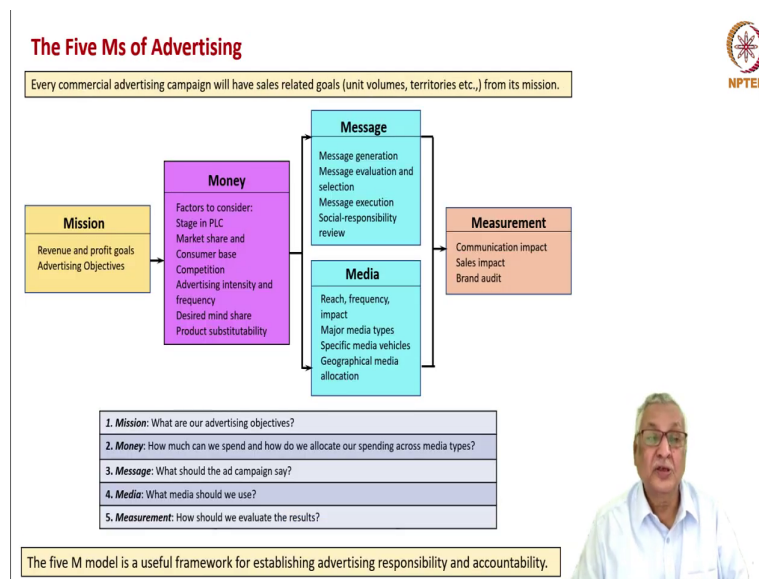 The Five Ms of Advertising
NPTEL
Every commercial advertising campaign will have sales related goals (unit volumes, territories etc.,) from its mission.
Mission
Revenue and profit goals
Advertising Objectives
Money
Factors to consider:
Stage in PLC
Market share and
Consumer base
Competition
Advertising intensity and
frequency
Desired mind share
Product substitutability
Message
Message generation
Message evaluation and
selection
Message execution
Social-responsibility
review
Media
Reach, frequency,
impact
Major media types
Specific media vehicles
Geographical media
allocation
Measurement
Communication impact
Sales impact
Brand audit
1. Mission: What are our advertising objectives?
2. Money: How much can we spend and how do we allocate our spending across media types?
3. Message: What should the ad campaign say?
4. Media: What media should we use?
5. Measurement: How should we evaluate the results?
The five M model is a useful framework for establishing advertising responsibility and accountability.